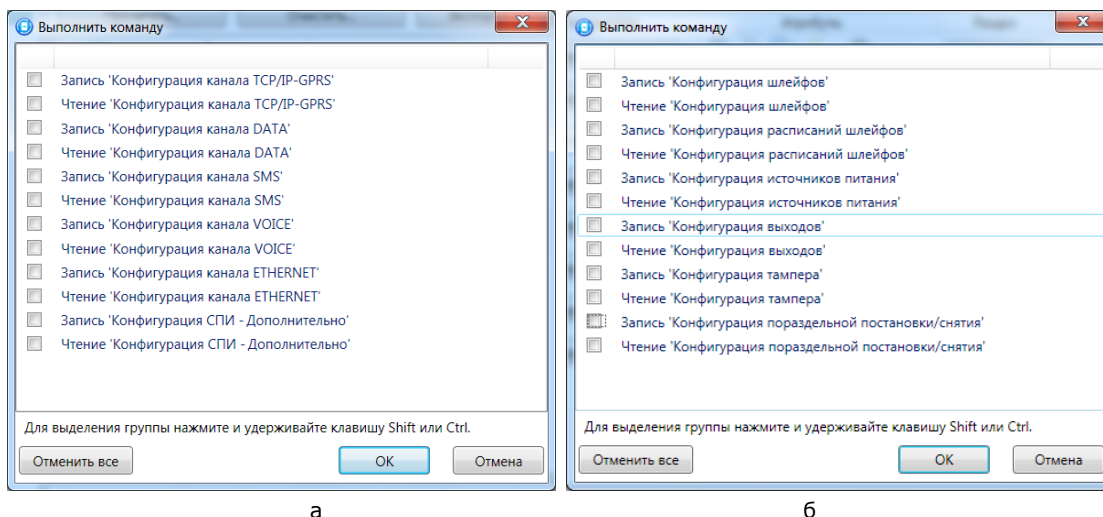 Выполнить команду
Запись 'Конфигурация канала TCP/IP-GPRS'
Чтение 'Конфигурация канала TCP/IP-GPRS'
Запись 'Конфигурация канала DATA'
Чтение 'Конфигурация канала DATA'
Запись 'Конфигурация канала SMS'
Чтение 'Конфигурация канала SMS'
Запись 'Конфигурация канала VOICE'
Чтение 'Конфигурация канала VOICE'
Запись 'Конфигурация канала ETHERNET'
Чтение 'Конфигурация канала ETHERNET'
Запись 'Конфигурация СПИ - Дополнительно'
Чтение 'Конфигурация СПИ - Дополнительно'
Для выделения группы нажмите и удерживайте клавишу Shift или Ctrl.
Отменить все OK Отмена
а
Выполнить команду
Запись 'Конфигурация шлейфов'
Чтение 'Конфигурация шлейфов'
Запись 'Конфигурация расписаний шлейфов'
Чтение 'Конфигурация расписаний шлейфов'
Запись 'Конфигурация источников питания'
Чтение 'Конфигурация источников питания'
Запись 'Конфигурация выходов'
Чтение 'Конфигурация выходов'
Запись 'Конфигурация тампера'
Чтение 'Конфигурация тампера'
Запись 'Конфигурация пораздельной постановки/снятия'
Чтение 'Конфигурация пораздельной постановки/снятия'
Для выделения группы нажмите и удерживайте клавишу Shift или Ctrl.
Отменить все OK Отмена
б